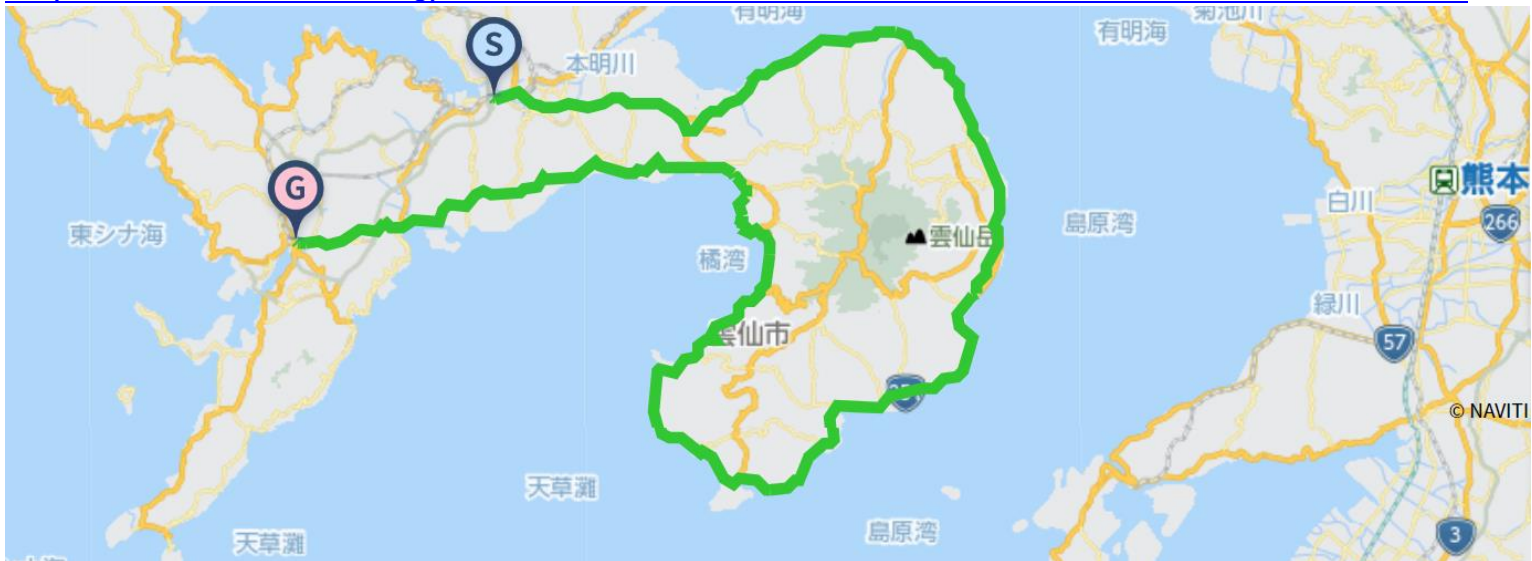 有明海
菊池川
有明海
S
本明川
熊本
G
白川
266
東シナ海
島原湾
雲仙岳
橘湾
緑川
雲仙市
57
© NAVITI
天草灘
島原湾
天草灘
3